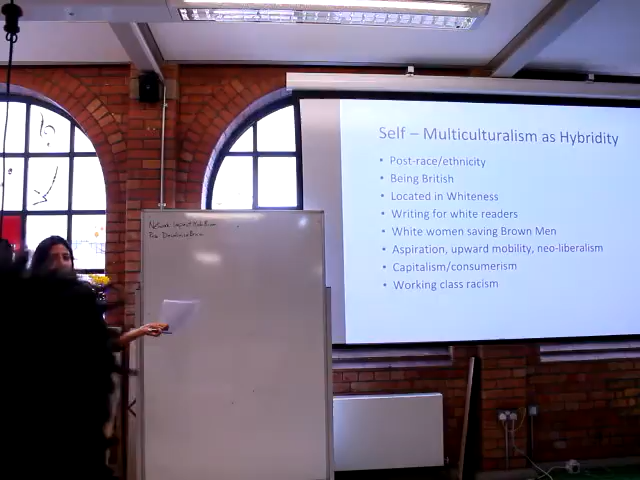 Self – Multiculturalism as Hybridity
• Post-race/ethnicity
• Being British
• Located in Whiteness
• Writing for white readers
• White women saving Brown Men
• Aspiration, upward mobility, neo-liberalism
• Capitalism/consumerism
• Working class racism
Network